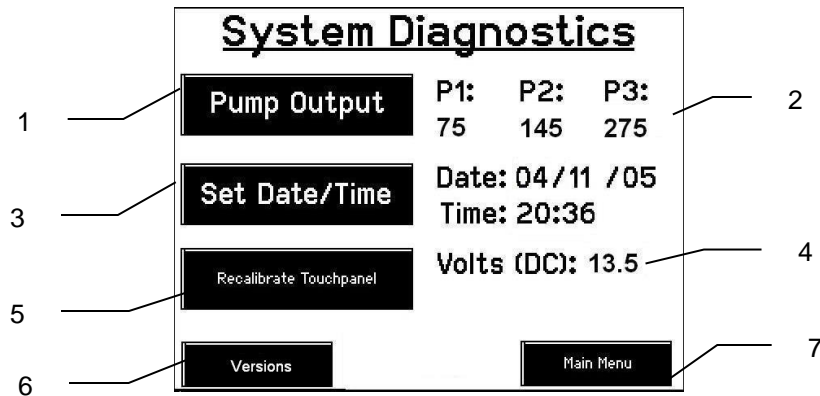 System Diagnostics
1
Pump Output
P1: P2: P3:
75 145 275
2
3
Set Date/Time
Date: 04/11 /05
Time: 20:36
Volts (DC): 13.5
4
5
Recalibrate Touchpanel
6
Versions
Main Menu
7